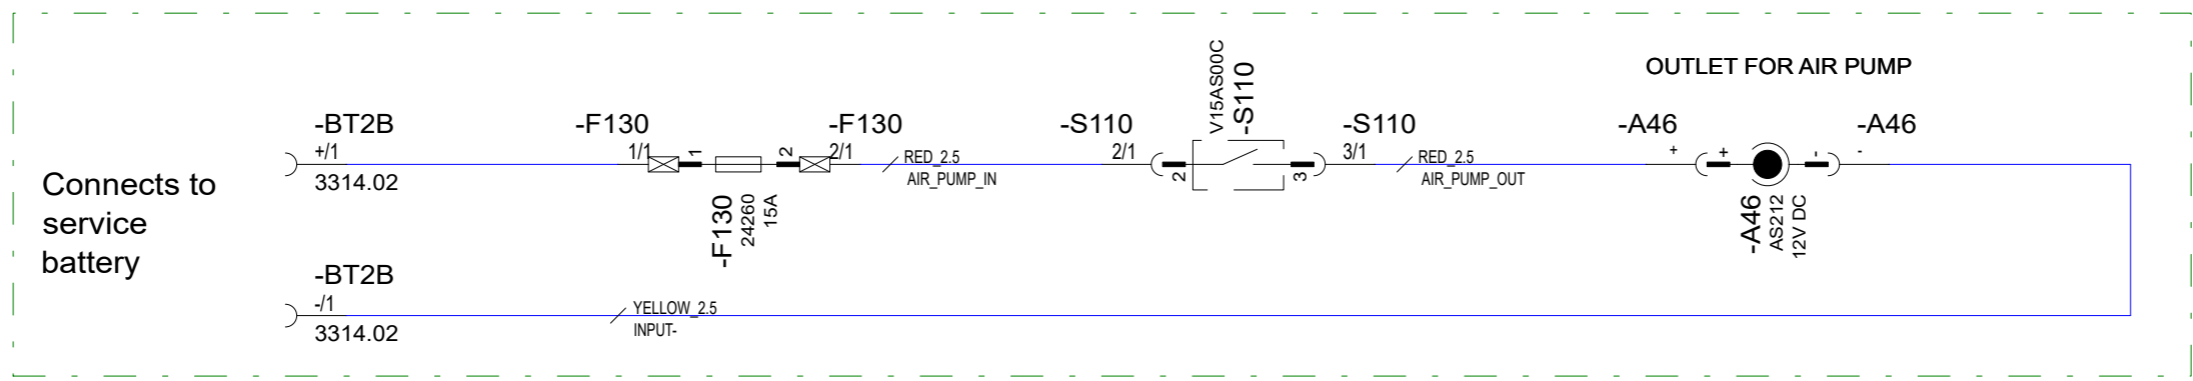 OUTLET FOR AIR PUMP
Connects to
service
battery
-BT2B
+/1
3314.02
-F130
1/1
1
2
-F130
24260
15A
-F130
2/1
RED_2.5
AIR_PUMP_IN
-S110
2/1
2
V15AS00C
-S110
3
-S110
3/1
RED_2.5
AIR_PUMP_OUT
-A46
+
+
-A46
AS212
12V DC
-
-A46
-
-BT2B
-/1
3314.02
YELLOW_2.5
INPUT-